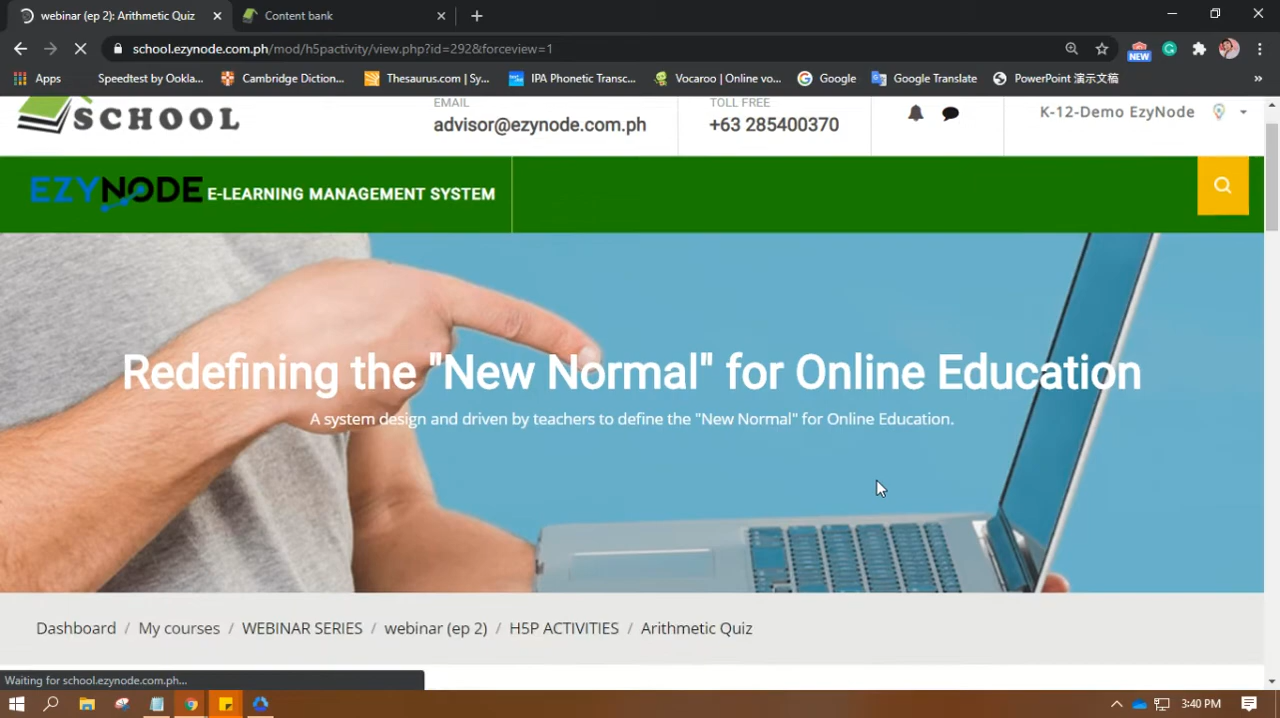 webinar (ep 2): Arithmetic Quiz
Content bank
school.ezynode.com.ph/mod/h5pactivity/view.php?id=292&forceview=1
NEW
Apps
Speedtest by Ookla...
Cambridge Diction...
Thesaurus.com | Sy...
IPA Phonetic Transc...
Vocaroo | Online vo...
Google
Google Translate
PowerPoint 演示文稿
»
SCHOOL
EMAIL
advisor@ezynode.com.ph
TOLL FREE
+63 285400370
K-12-Demo EzyNode
EZYNODE E-LEARNING MANAGEMENT SYSTEM
Redefining the "New Normal" for Online Education
A system design and driven by teachers to define the "New Normal" for Online Education.
Dashboard / My courses / WEBINAR SERIES / webinar (ep 2) / H5P ACTIVITIES / Arithmetic Quiz
Waiting for school.ezynode.com.ph...
3:40 PM